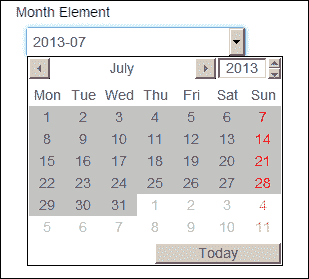 Month Element
2013-07
July 2013
Mon Tue Wed Thu Fri Sat Sun
1 2 3 4 5 6 7
8 9 10 11 12 13 14
15 16 17 18 19 20 21
22 23 24 25 26 27 28
29 30 31 1 2 3 4
5 6 7 8 9 10 11
Today